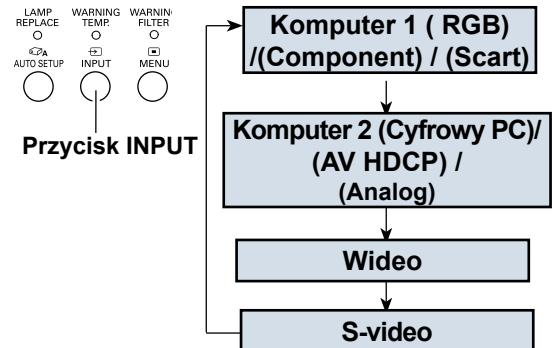 LAMP REPLACE
WARNING TEMP.
WARNIN FILTER
A
AUTO SETUP
INPUT
MENU
Przycisk INPUT
Komputer 1 ( RGB)
/(Component) / (Scart)
Komputer 2 (Cyfrowy PC)/
(AV HDCP) /
(Analog)
Wideo
S-video